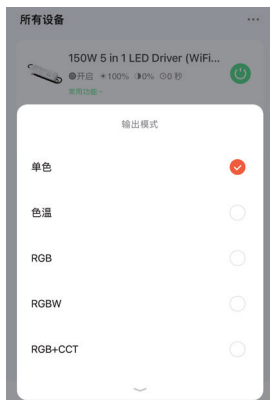 所有设备
150W 5 in 1 LED Driver (WiFi...
开启 100% 0% 0 秒
常用功能
输出模式
单色
色温
RGB
RGBW
RGB+CCT